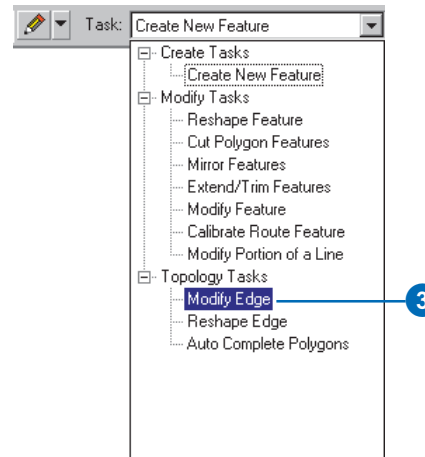 Task: Create New Feature
Create Tasks
Create New Feature
Modify Tasks
Reshape Feature
Cut Polygon Features
Mirror Features
Extend/Trim Features
Modify Feature
Calibrate Route Feature
Modify Portion of a Line
Topology Tasks
Modify Edge 3
Reshape Edge
Auto Complete Polygons